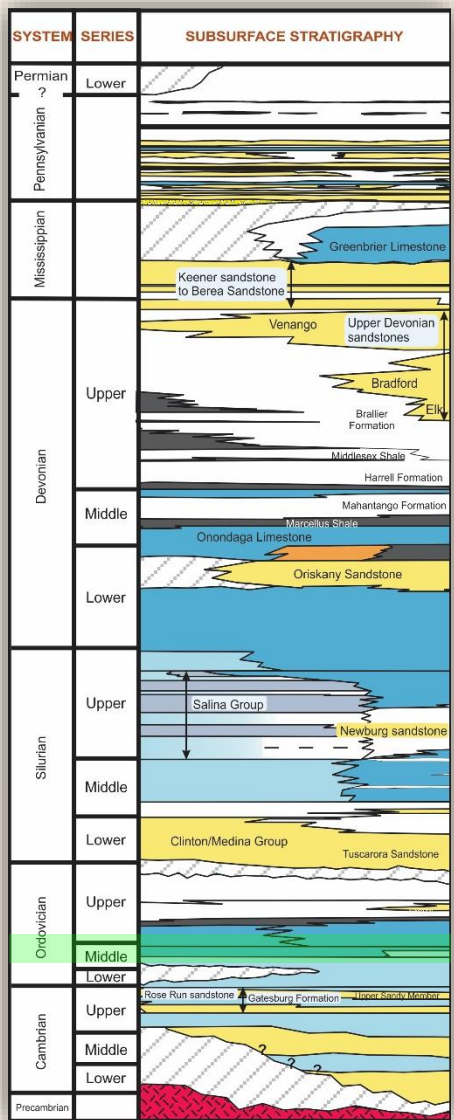 SYSTEM SERIES SUBSURFACE STRATIGRAPHY
Permian
?
Lower
Pennsylvanian
Mississippian
Greenbrier Limestone
Keener sandstone
to Berea Sandstone
Devonian
Upper
Venango
Upper Devonian
sandstones
Bradford
Elk
Brallier
Formation
Middlesex Shale
Harrell Formation
Middle
Mahantango Formation
Marcellus Shale
Onondaga Limestone
Lower
Oriskany Sandstone
Silurian
Upper
Salina Group
Newburg sandstone
Middle
Lower
Clinton/Medina Group
Tuscarora Sandstone
Ordovician
Upper
Middle
Lower
Cambrian
Upper
Rose Run sandstone
Gatesburg Formation
Upper Sandy Member
Middle
?
?
?
Lower
Precambrian